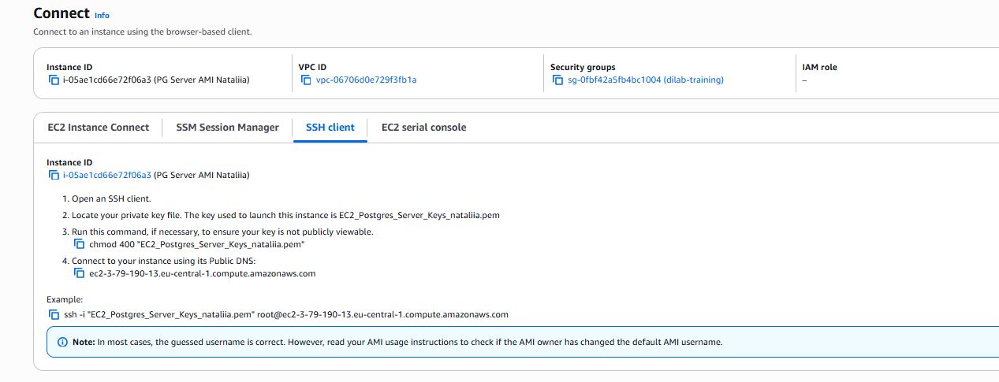 Connect Info
Connect to an instance using the browser-based client.
Instance ID
i-05ae1cd66e72f06a3 (PG Server AMI Nataliia)
VPC ID
vpc-06706d0e729f3fb1a
Security groups
sg-0fbf42a5fb4bc1004 (dilab-training)
IAM role
–
EC2 Instance Connect
SSM Session Manager
SSH client
EC2 serial console
Instance ID
i-05ae1cd66e72f06a3 (PG Server AMI Nataliia)
1. Open an SSH client.
2. Locate your private key file. The key used to launch this instance is EC2_Postgres_Server_Keys_nataliia.pem
3. Run this command, if necessary, to ensure your key is not publicly viewable.
chmod 400 "EC2_Postgres_Server_Keys_nataliia.pem"
4. Connect to your instance using its Public DNS:
ec2-3-79-190-13.eu-central-1.compute.amazonaws.com
Example:
ssh -i "EC2_Postgres_Server_Keys_nataliia.pem" root@ec2-3-79-190-13.eu-central-1.compute.amazonaws.com
Note: In most cases, the guessed username is correct. However, read your AMI usage instructions to check if the AMI owner has changed the default AMI username.